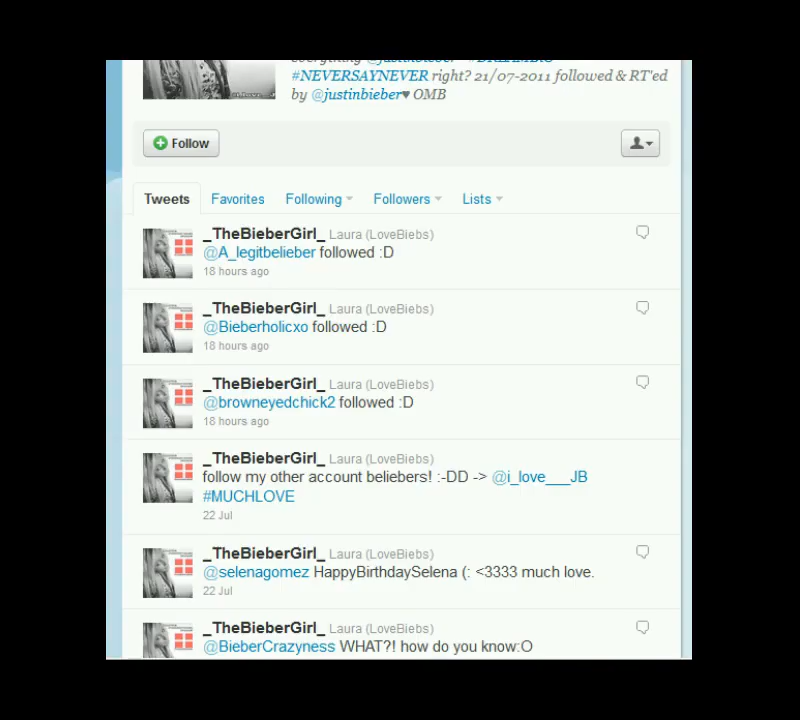 #NEVERSAYNEVER right? 21/07-2011 followed & RT'ed
by @justinbieber♥ OMB
Follow
Tweets Favorites Following Followers Lists
_TheBieberGirl_ Laura (LoveBiebs)
@A_legitbelieber followed :D
18 hours ago
_TheBieberGirl_ Laura (LoveBiebs)
@Bieberholicxo followed :D
18 hours ago
_TheBieberGirl_ Laura (LoveBiebs)
@browneyedchick2 followed :D
18 hours ago
_TheBieberGirl_ Laura (LoveBiebs)
follow my other account beliebers! :-DD -> @i_love___JB
#MUCHLOVE
22 Jul
_TheBieberGirl_ Laura (LoveBiebs)
@selenagomez HappyBirthdaySelena (: <3333 much love.
22 Jul
_TheBieberGirl_ Laura (LoveBiebs)
@BieberCrazyness WHAT?! how do you know:O